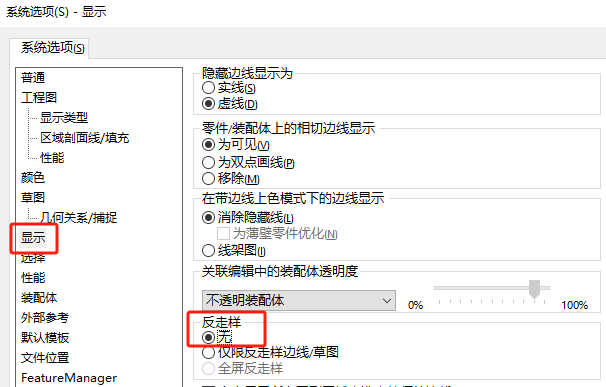 系统选项(S) - 显示
系统选项(S)
普通
工程图
显示类型
区域剖面线/填充
性能
颜色
草图
几何关系/捕捉
显示
选择
性能
装配体
外部参考
默认模板
文件位置
FeatureManager
隐藏边线显示为
实线(S)
虚线(D)
零件/装配体上的相切边线显示
为可见(V)
为双点画线(P)
移除(M)
在带边线上色模式下的边线显示
消除隐藏线(L)
为薄壁零件优化(N)
线架图(I)
关联编辑中的装配体透明度
不透明装配体
0%
100%
反走样
无
仅限反走样边线/草图
全屏反走样